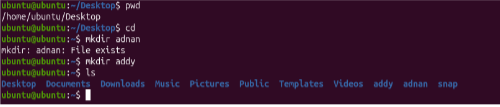 ubuntu@ubuntu:~/Desktop$ pwd
/home/ubuntu/Desktop
ubuntu@ubuntu:~/Desktop$ cd
ubuntu@ubuntu:~$ mkdir adnan
mkdir: adnan: File exists
ubuntu@ubuntu:~$ mkdir addy
ubuntu@ubuntu:~$ ls
Desktop Documents Downloads Music Pictures Public Templates Videos addy adnan snap
ubuntu@ubuntu:~$